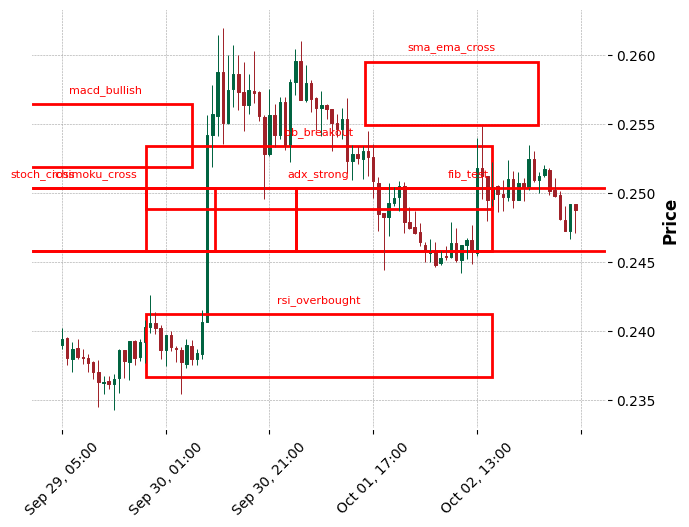 sma_ema_cross
0.260
macd_bullish
0.255
bb_breakout
stoch_cross
ichimoku_cross
adx_strong
fib_test
0.250
Price
0.245
rsi_overbought
0.240
0.235
Sep 29, 05:00
Sep 30, 01:00
Sep 30, 21:00
Oct 01, 17:00
Oct 02, 13:00